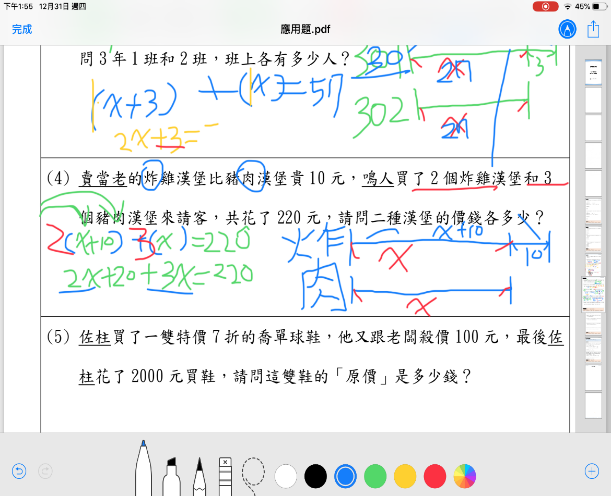 下午1:55 12月31日 週四
45%
完成
應用題.pdf
問 3 年 1 班和 2 班，班上各有多少人？
30
27
3
(x+3) + (x) = 57
302
27
2x+3=
(4) 賣當老的炸雞漢堡比豬肉漢堡貴 10 元，鳴人買了 2 個炸雞漢堡和 3
個豬肉漢堡來請客，共花了 220 元，請問二種漢堡的價錢各多少？
2(x+10)+3(x)=220
炸
x+10
x
10
2x+20+3x=220
肉
x
(5) 佐柱買了一雙特價 7 折的喬單球鞋，他又跟老闆殺價 100 元，最後佐
柱花了 2000 元買鞋，請問這雙鞋的「原價」是多少錢？